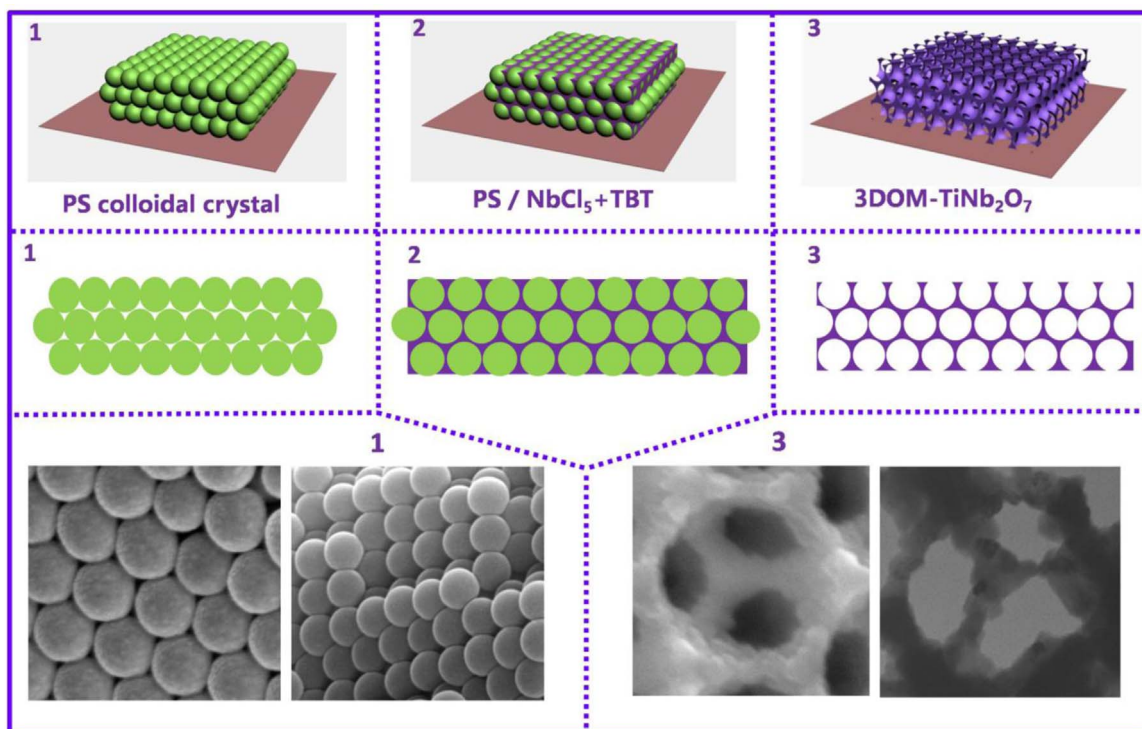 1
2
3
PS colloidal crystal
PS / NbCl₅+TBT
3DOM-TiNb₂O₇
1
2
3
1
3